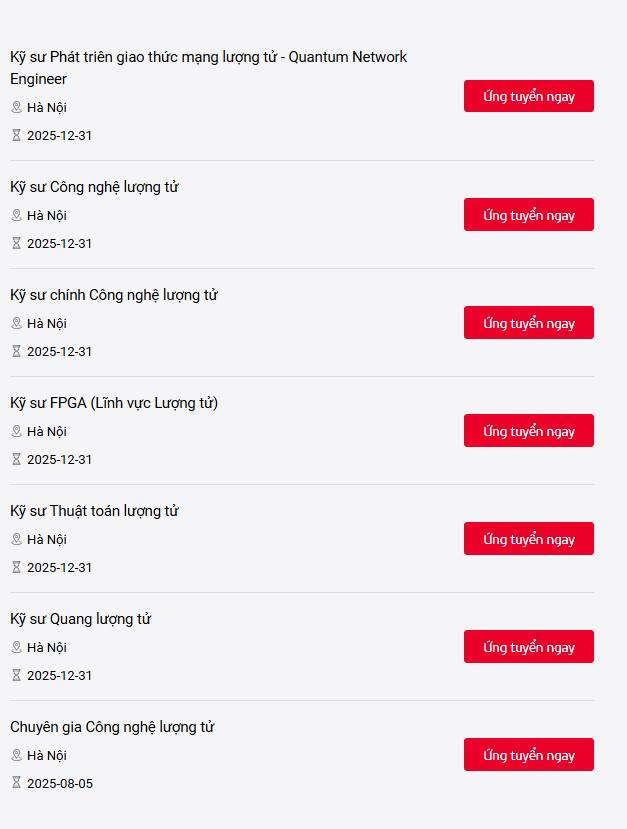 Kỹ sư Phát triên giao thức mạng lượng tử - Quantum Network
Engineer
Hà Nội
2025-12-31
Ứng tuyển ngay
Kỹ sư Công nghệ lượng tử
Hà Nội
2025-12-31
Ứng tuyển ngay
Kỹ sư chính Công nghệ lượng tử
Hà Nội
2025-12-31
Ứng tuyển ngay
Kỹ sư FPGA (Lĩnh vực Lượng tử)
Hà Nội
2025-12-31
Ứng tuyển ngay
Kỹ sư Thuật toán lượng tử
Hà Nội
2025-12-31
Ứng tuyển ngay
Kỹ sư Quang lượng tử
Hà Nội
2025-12-31
Ứng tuyển ngay
Chuyên gia Công nghệ lượng tử
Hà Nội
2025-08-05
Ứng tuyển ngay